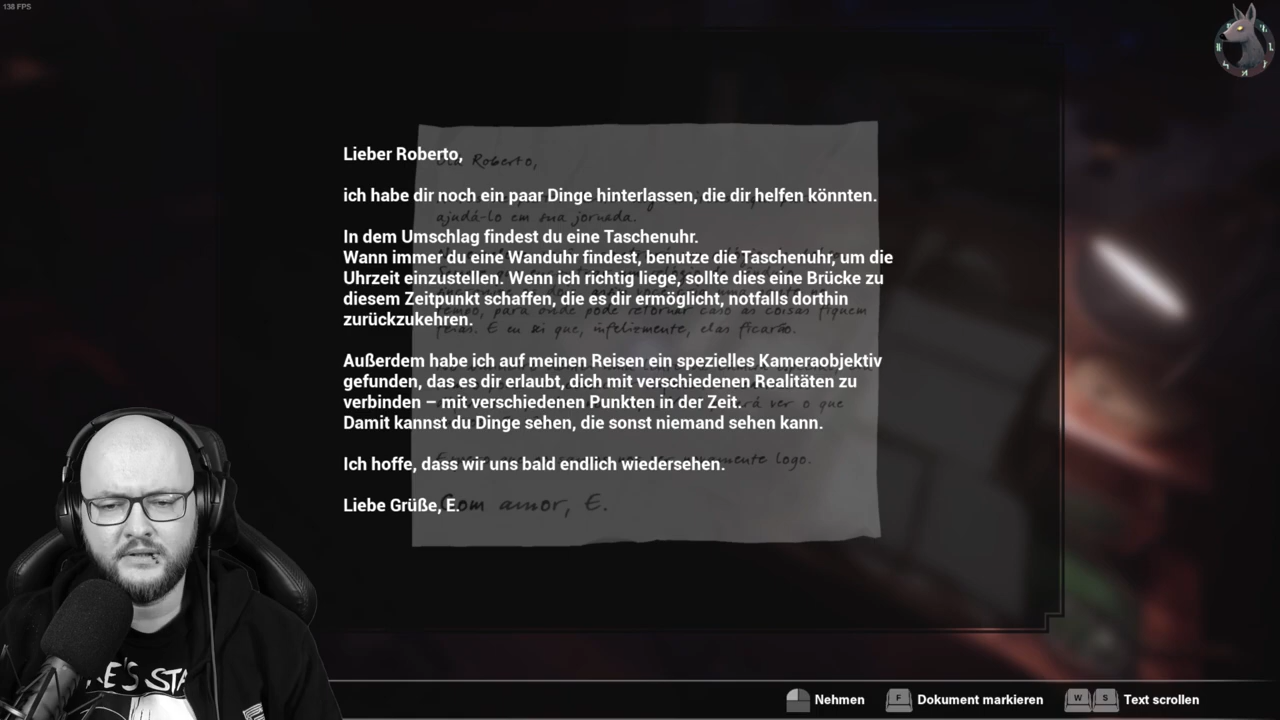 138 FPS
Lieber Roberto,
Roberto,
ich habe dir noch ein paar Dinge hinterlassen, die dir helfen könnten.
ajudá-lo em sua jornada.
In dem Umschlag findest du eine Taschenuhr.
Wann immer du eine Wanduhr findest, benutze die Taschenuhr, um die
Uhrzeit einzustellen. Wenn ich richtig liege, sollte dies eine Brücke zu
diesem Zeitpunkt schaffen, die es dir ermöglicht, notfalls dorthin
tempo, para onde pode retornar caso as coisas fiquem
zurückzukehren.
feias. E eu sei que, infelizmente, elas ficarão.
Außerdem habe ich auf meinen Reisen ein spezielles Kameraobjektiv
gefunden, das es dir erlaubt, dich mit verschiedenen Realitäten zu
verbinden – mit verschiedenen Punkten in der Zeit.
ver o que
Damit kannst du Dinge sehen, die sonst niemand sehen kann.
Ich hoffe, dass wir uns bald endlich wiedersehen.
logo.
Liebe Grüße, E.
Com amor, E.
Nehmen
F Dokument markieren
W S Text scrollen